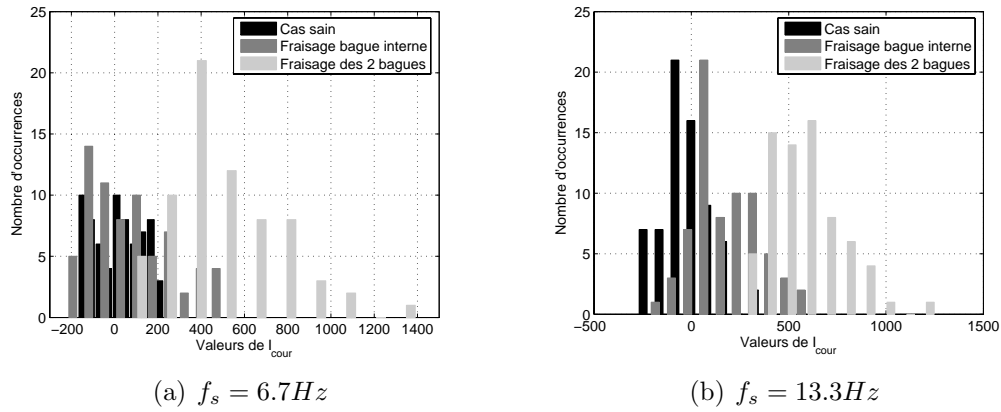 25
20
15
10
5
0
Nombre d'occurrences
Cas sain
Fraisage bague interne
Fraisage des 2 bagues
−200 0 200 400 600 800 1000 1200 1400
Valeurs de I_cour
(a) f_s = 6.7Hz
25
20
15
10
5
0
Nombre d'occurrences
Cas sain
Fraisage bague interne
Fraisage des 2 bagues
−500 0 500 1000 1500
Valeurs de I_cour
(b) f_s = 13.3Hz